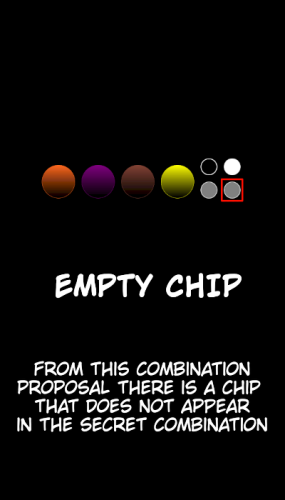 EMPTY CHIP
FROM THIS COMBINATION
PROPOSAL THERE IS A CHIP
THAT DOES NOT APPEAR
IN THE SECRET COMBINATION